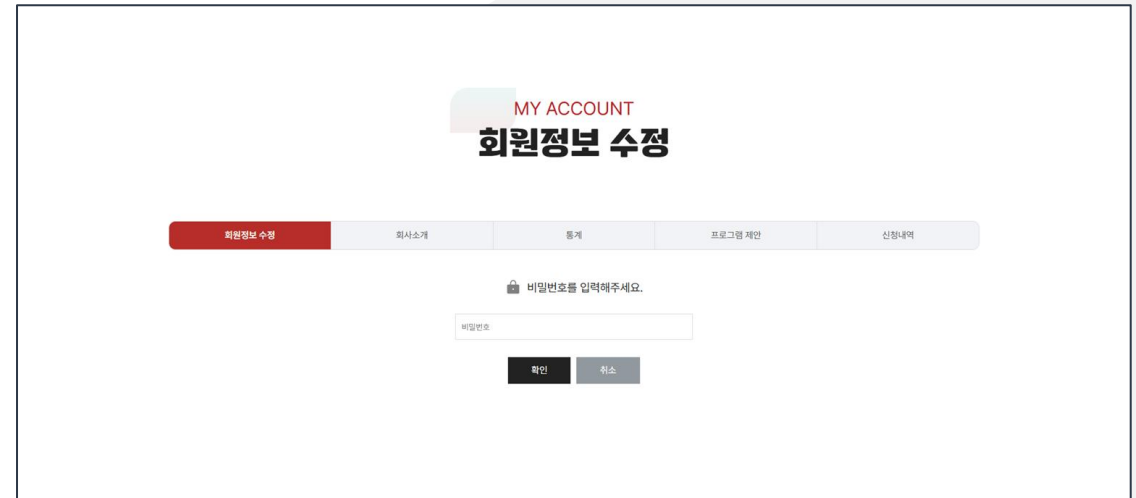 MY ACCOUNT
회원정보 수정
회원정보 수정 회사소개 통계 프로그램 제안 신청내역
비밀번호를 입력해주세요.
비밀번호
확인 취소